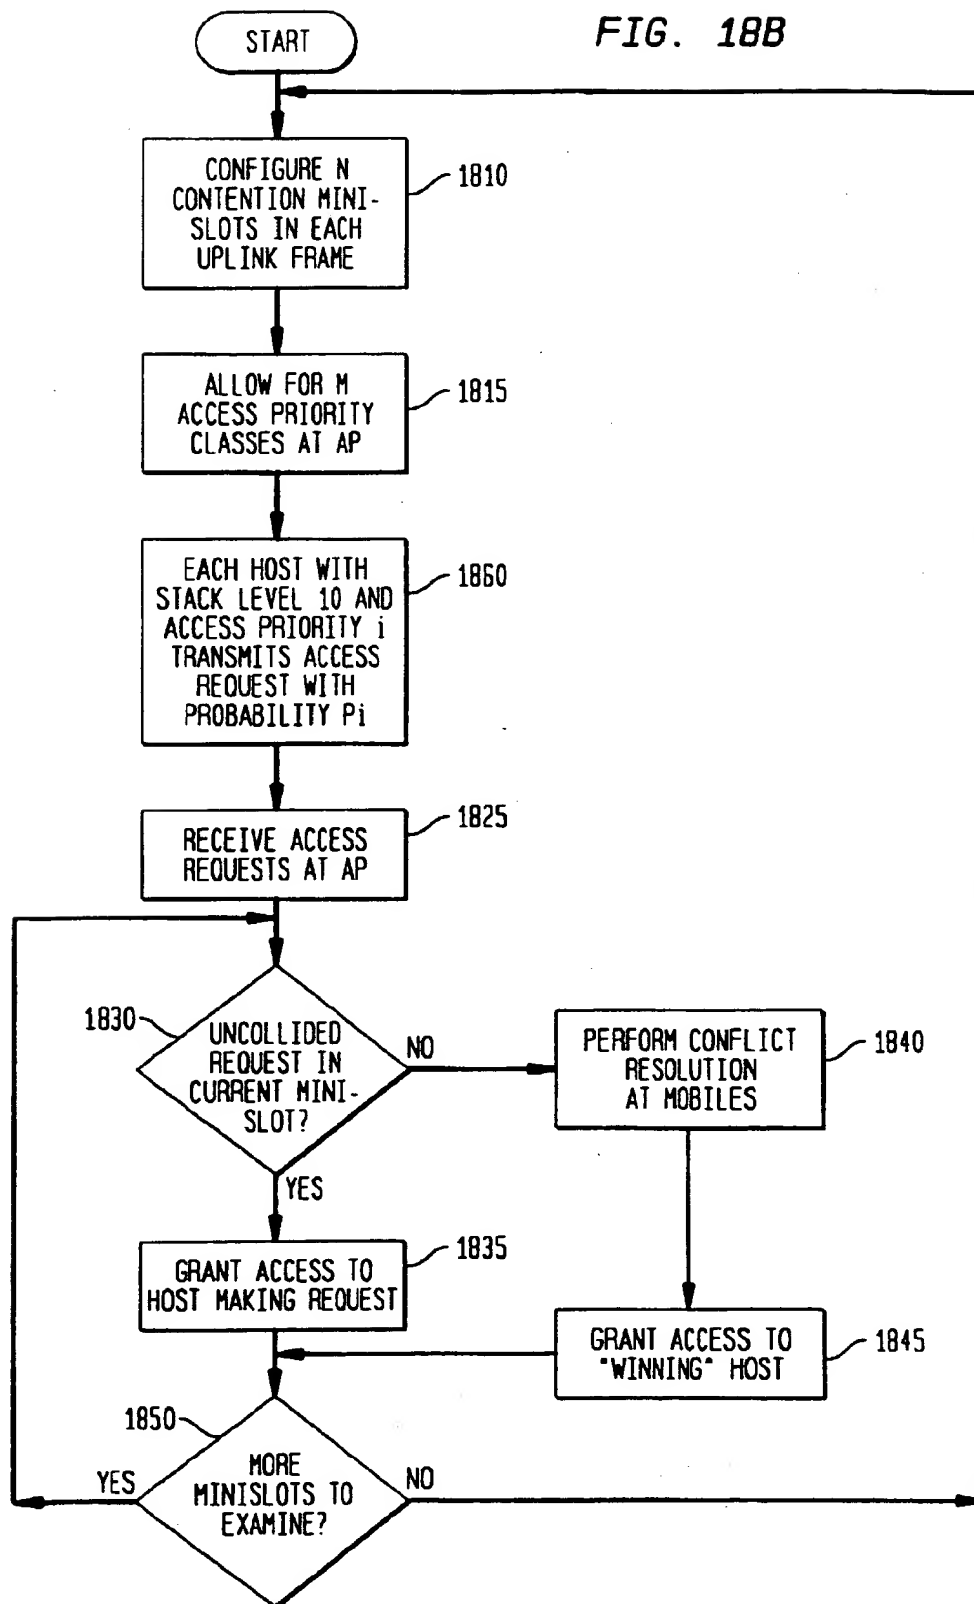 FIG. 18B
START
CONFIGURE N
CONTENTION MINI-
SLOTS IN EACH
UPLINK FRAME
1810
ALLOW FOR M
ACCESS PRIORITY
CLASSES AT AP
1815
EACH HOST WITH
STACK LEVEL 10 AND
ACCESS PRIORITY i
TRANSMITS ACCESS
REQUEST WITH
PROBABILITY Pi
1860
RECEIVE ACCESS
REQUESTS AT AP
1825
1830
UNCOLLIDED
REQUEST IN
CURRENT MINI-
SLOT?
NO
YES
PERFORM CONFLICT
RESOLUTION
AT MOBILES
1840
GRANT ACCESS TO
HOST MAKING REQUEST
1835
GRANT ACCESS TO
"WINNING" HOST
1845
1850
MORE
MINISLOTS TO
EXAMINE?
YES
NO